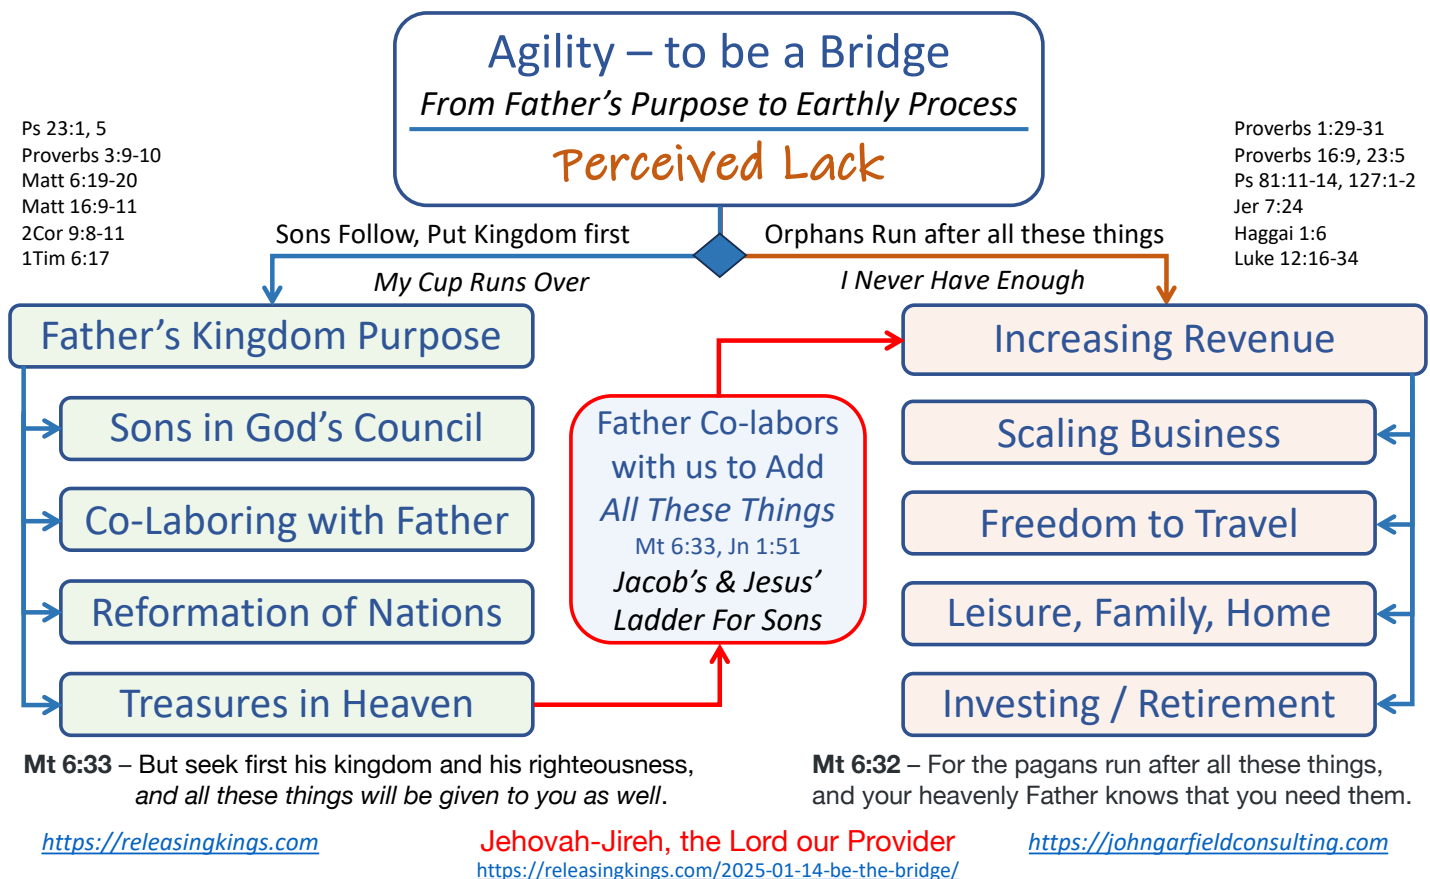 Agility – to be a Bridge
From Father's Purpose to Earthly Process
Perceived Lack
Ps 23:1, 5
Proverbs 3:9-10
Matt 6:19-20
Matt 16:9-11
2Cor 9:8-11
1Tim 6:17
Proverbs 1:29-31
Proverbs 16:9, 23:5
Ps 81:11-14, 127:1-2
Jer 7:24
Haggai 1:6
Luke 12:16-34
Sons Follow, Put Kingdom first
My Cup Runs Over
Orphans Run after all these things
I Never Have Enough
Father's Kingdom Purpose
Sons in God's Council
Co-Laboring with Father
Reformation of Nations
Treasures in Heaven
Father Co-labors
with us to Add
All These Things
Mt 6:33, Jn 1:51
Jacob's & Jesus'
Ladder For Sons
Increasing Revenue
Scaling Business
Freedom to Travel
Leisure, Family, Home
Investing / Retirement
Mt 6:33 – But seek first his kingdom and his righteousness,
and all these things will be given to you as well.
Mt 6:32 – For the pagans run after all these things,
and your heavenly Father knows that you need them.
https://releasingkings.com
Jehovah-Jireh, the Lord our Provider
https://johngarfieldconsulting.com
https://releasingkings.com/2025-01-14-be-the-bridge/